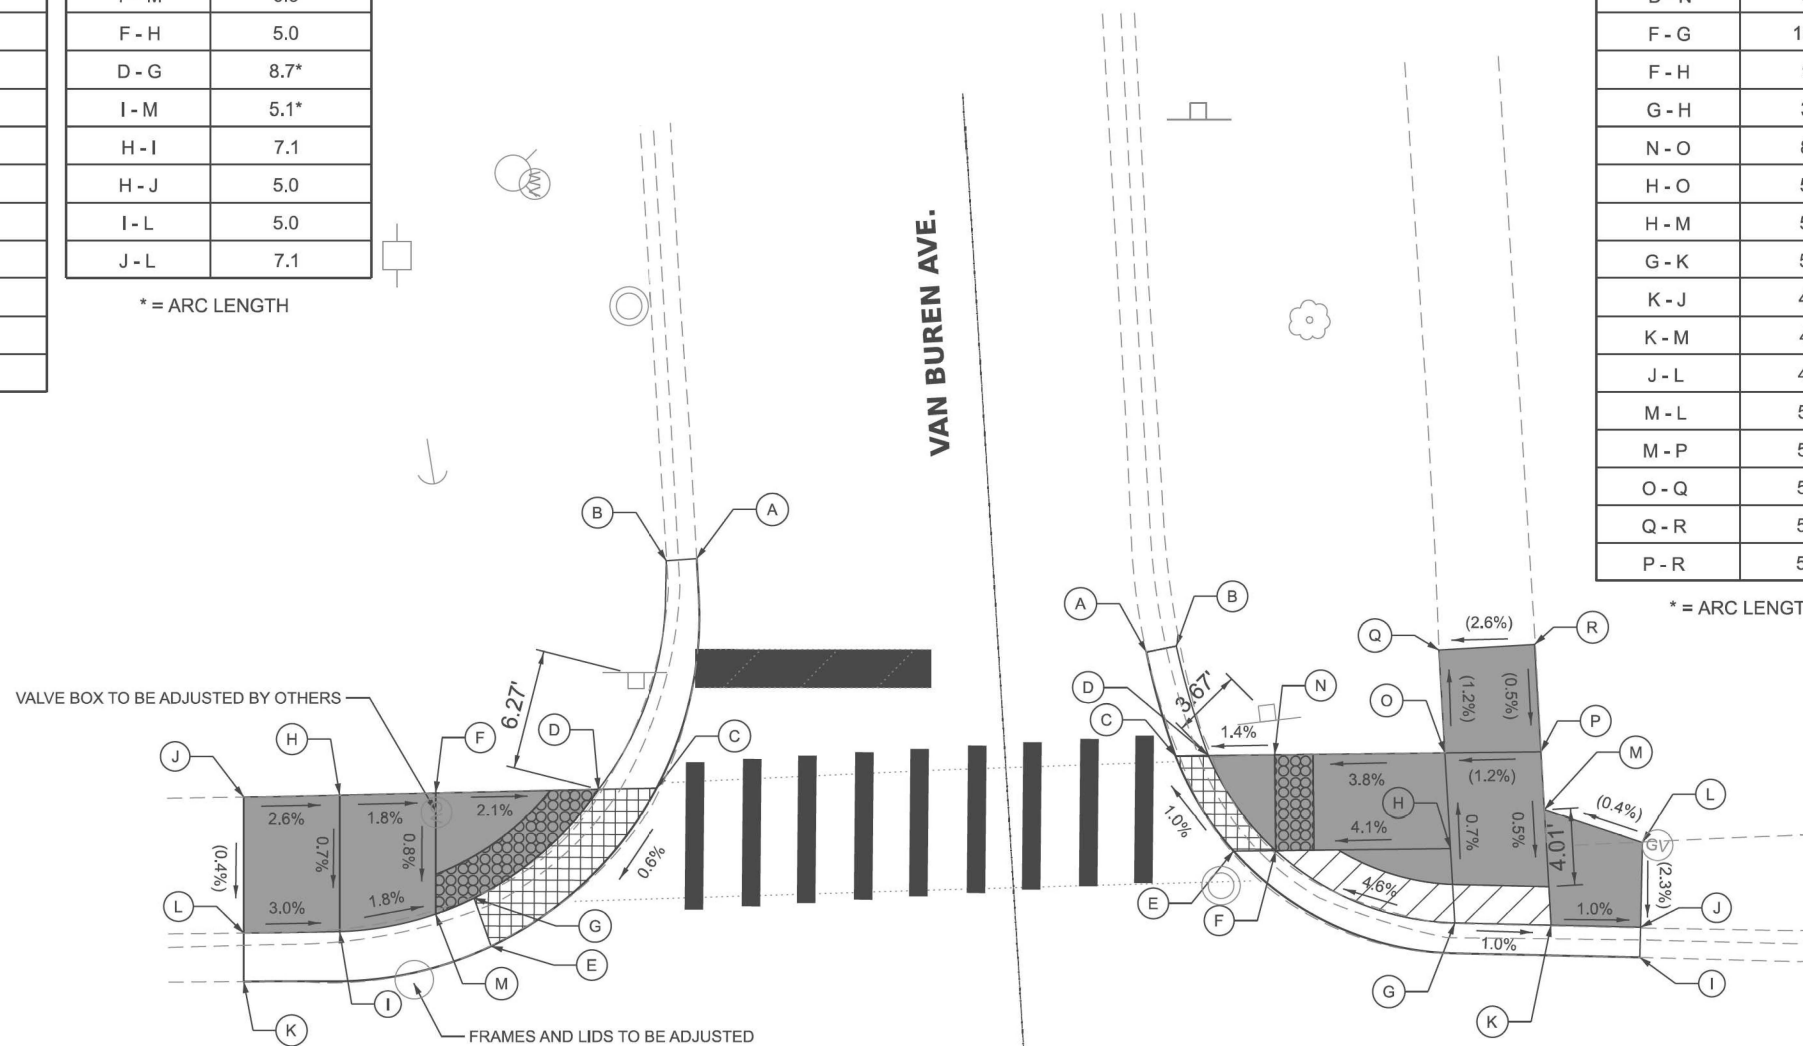 F - H 5.0
D - G 8.7*
I - M 5.1*
H - I 7.1
H - J 5.0
I - L 5.0
J - L 7.1
* = ARC LENGTH
VAN BUREN AVE.
F - G
F - H
G - H
N - O
H - O
H - M
G - K
K - J
K - M
J - L
M - L
M - P
O - Q
Q - R
P - R
* = ARC LENGT
B
A
6.27'
VALVE BOX TO BE ADJUSTED BY OTHERS
J
H
F
D
C
2.6%
1.8%
2.1%
(0.4%)
0.7%
0.8%
0.6%
L
3.0%
1.8%
G
E
M
I
K
FRAMES AND LIDS TO BE ADJUSTED
A
B
Q
(2.6%)
R
D
3.67'
N
O
(1.2%)
(0.5%)
P
C
1.4%
3.8%
(1.2%)
M
H
(0.4%)
L
1.0%
4.1%
0.7%
0.5%
4.01'
GV
(2.3%)
E
F
4.6%
1.0%
J
1.0%
G
K
I